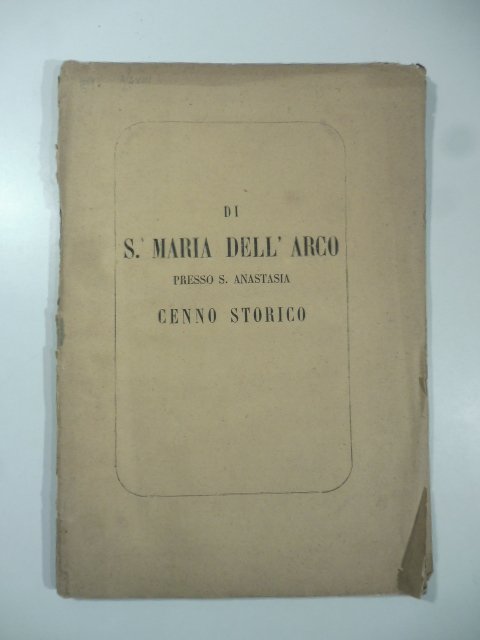 DI
S.' MARIA DELL' ARCO
PRESSO S. ANASTASIA
CENNO STORICO